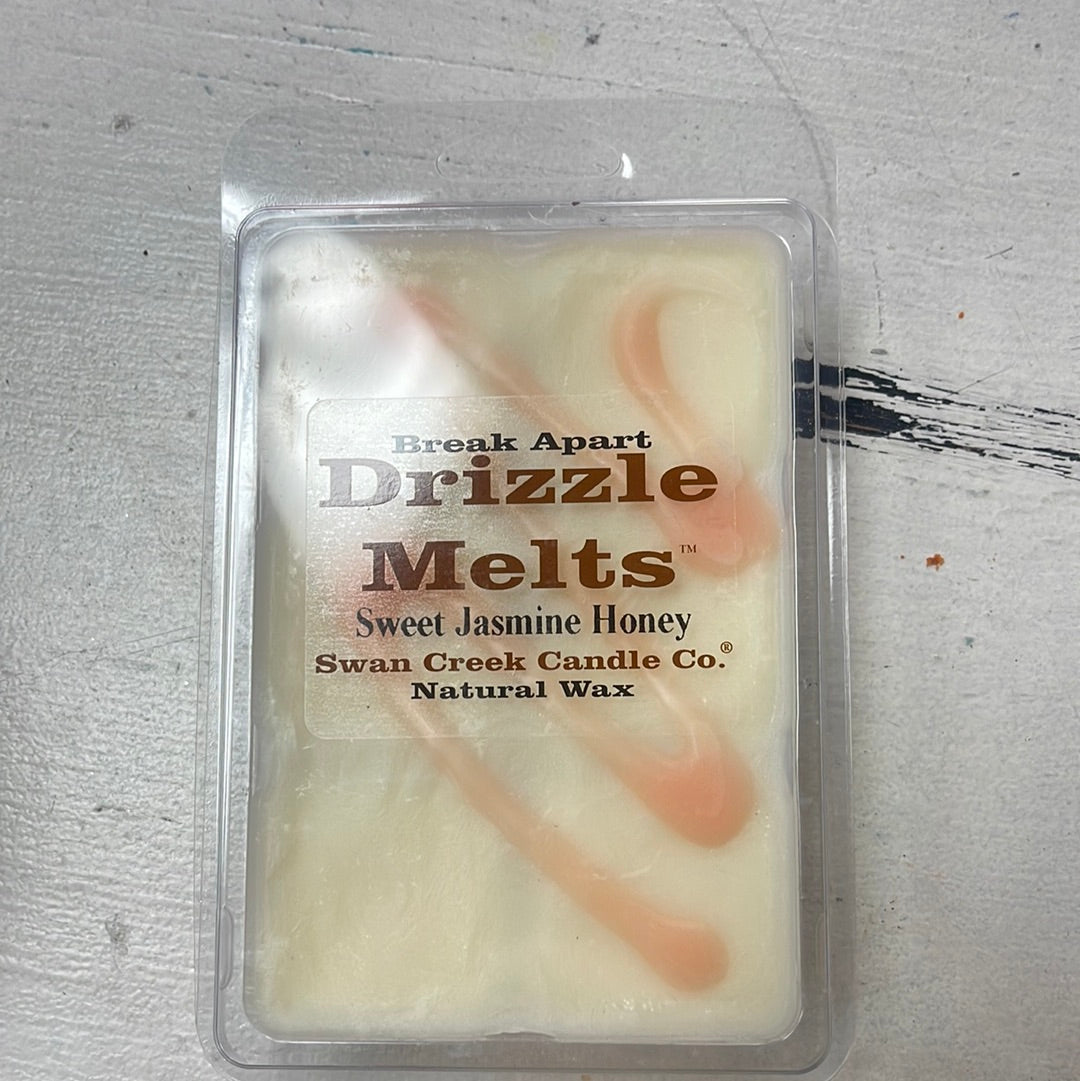 Break Apart
Drizzle
Melts™
Sweet Jasmine Honey
Swan Creek Candle Co.®
Natural Wax